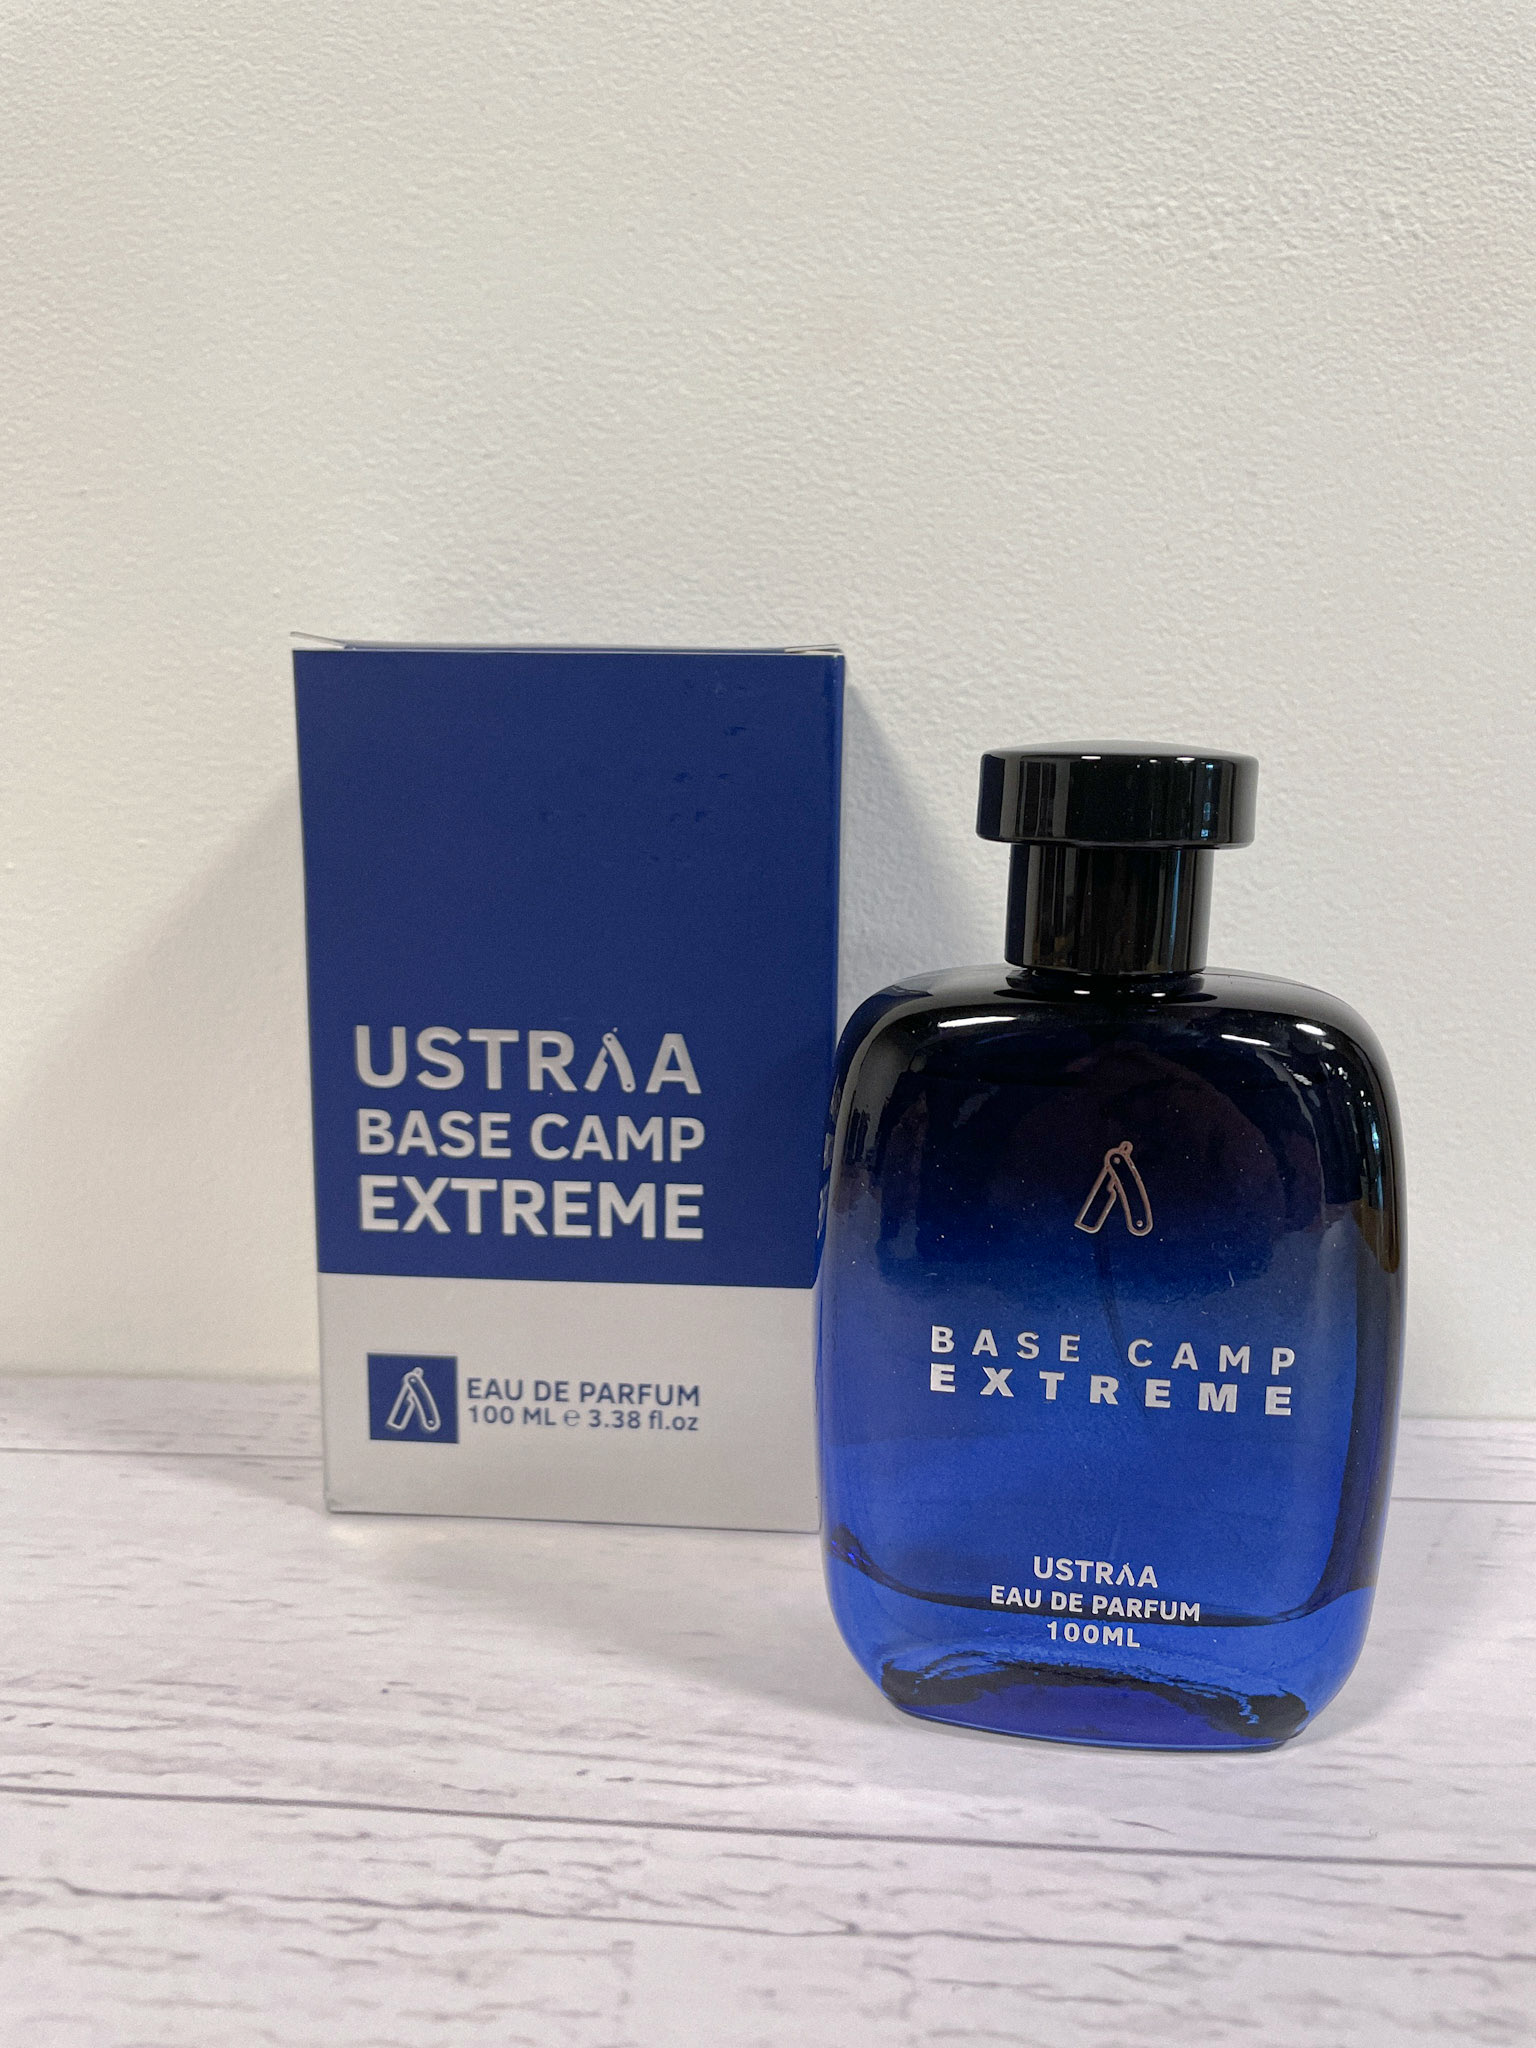 USTRAA
BASE CAMP
EXTREME
EAU DE PARFUM
100 ML ℮ 3.38 fl.oz
BASE CAMP
EXTREME
USTRAA
EAU DE PARFUM
100ML